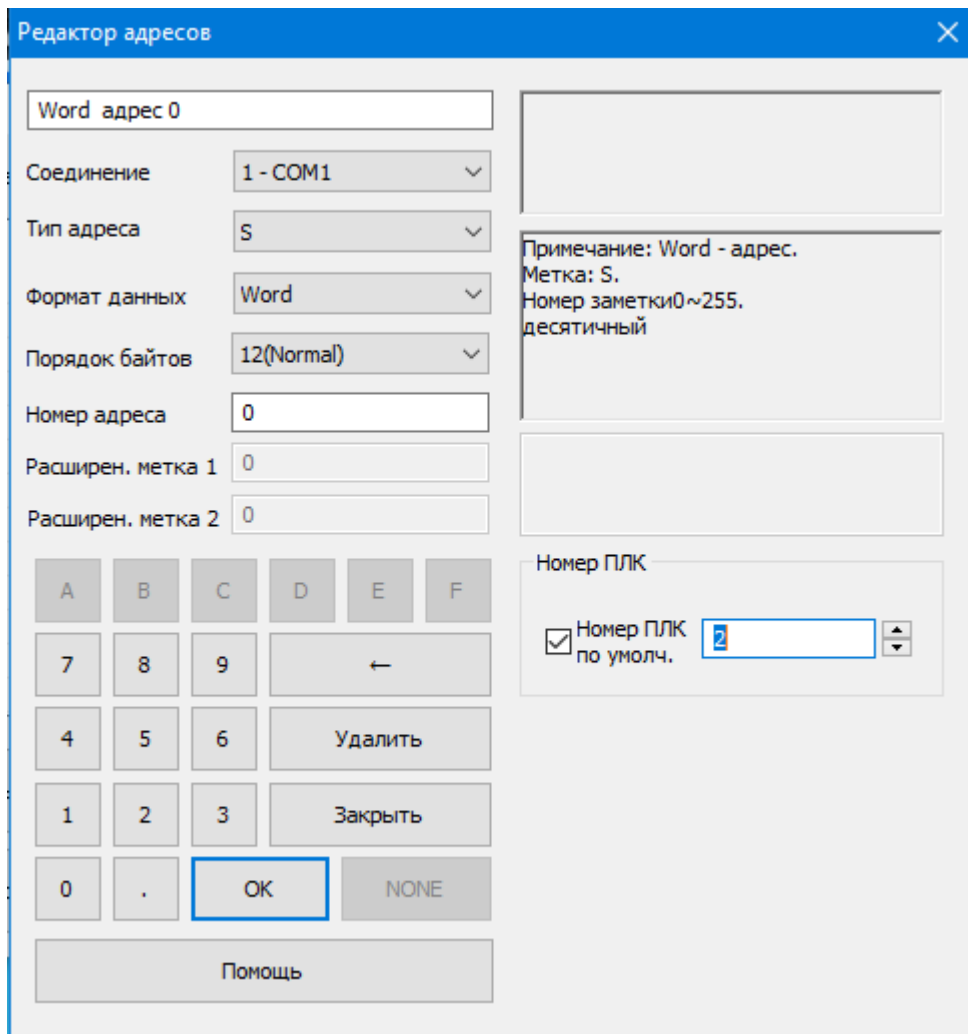 Редактор адресов
Word  адрес 0
Соединение
1 - COM1
Тип адреса
S
Формат данных
Word
Порядок байтов
12(Normal)
Номер адреса
0
Расширен. метка 1
0
Расширен. метка 2
0
A B C D E F
7 8 9 ←
4 5 6 Удалить
1 2 3 Закрыть
0 . OK NONE
Помощь
Примечание: Word - адрес.
Метка: S.
Номер заметки0~255.
десятичный
Номер ПЛК
Номер ПЛК
по умолч.
2